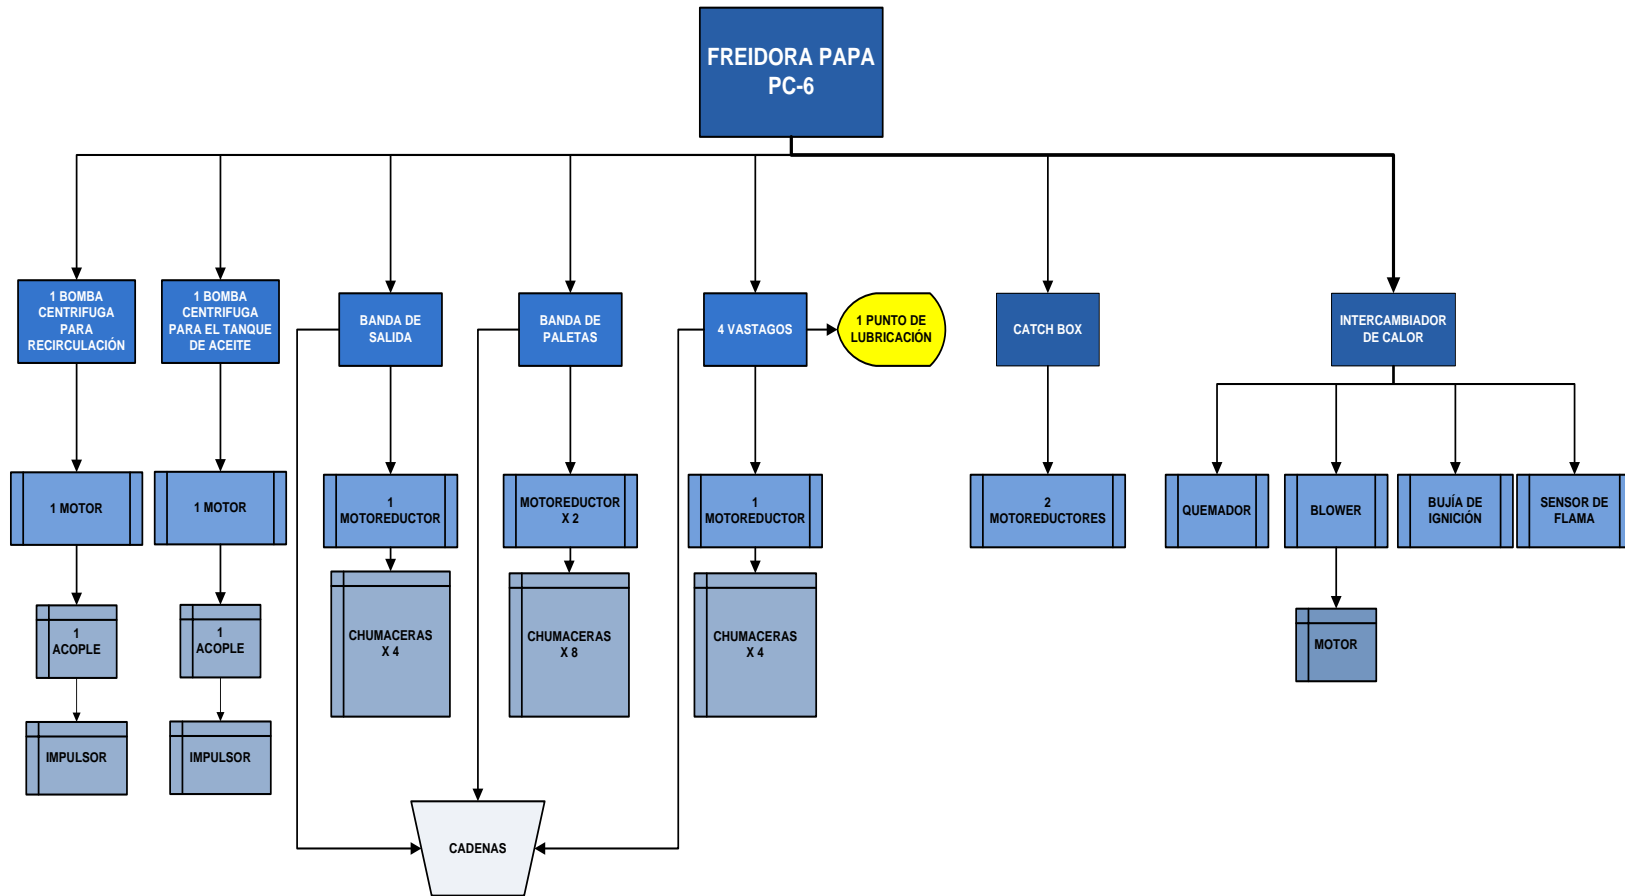 FREIDORA PAPA
PC-6
1 BOMBA
CENTRIFUGA
PARA
RECIRCULACIÓN
1 BOMBA
CENTRIFUGA
PARA EL TANQUE
DE ACEITE
BANDA DE
SALIDA
BANDA DE
PALETAS
4 VASTAGOS
1 PUNTO DE
LUBRICACIÓN
CATCH BOX
INTERCAMBIADOR
DE CALOR
1 MOTOR
1 MOTOR
1
MOTOREDUCTOR
MOTOREDUCTOR
X 2
1
MOTOREDUCTOR
2
MOTOREDUCTORES
QUEMADOR
BLOWER
BUJÍA DE
IGNICIÓN
SENSOR DE
FLAMA
1
ACOPLE
1
ACOPLE
CHUMACERAS
X 4
CHUMACERAS
X 8
CHUMACERAS
X 4
MOTOR
IMPULSOR
IMPULSOR
CADENAS